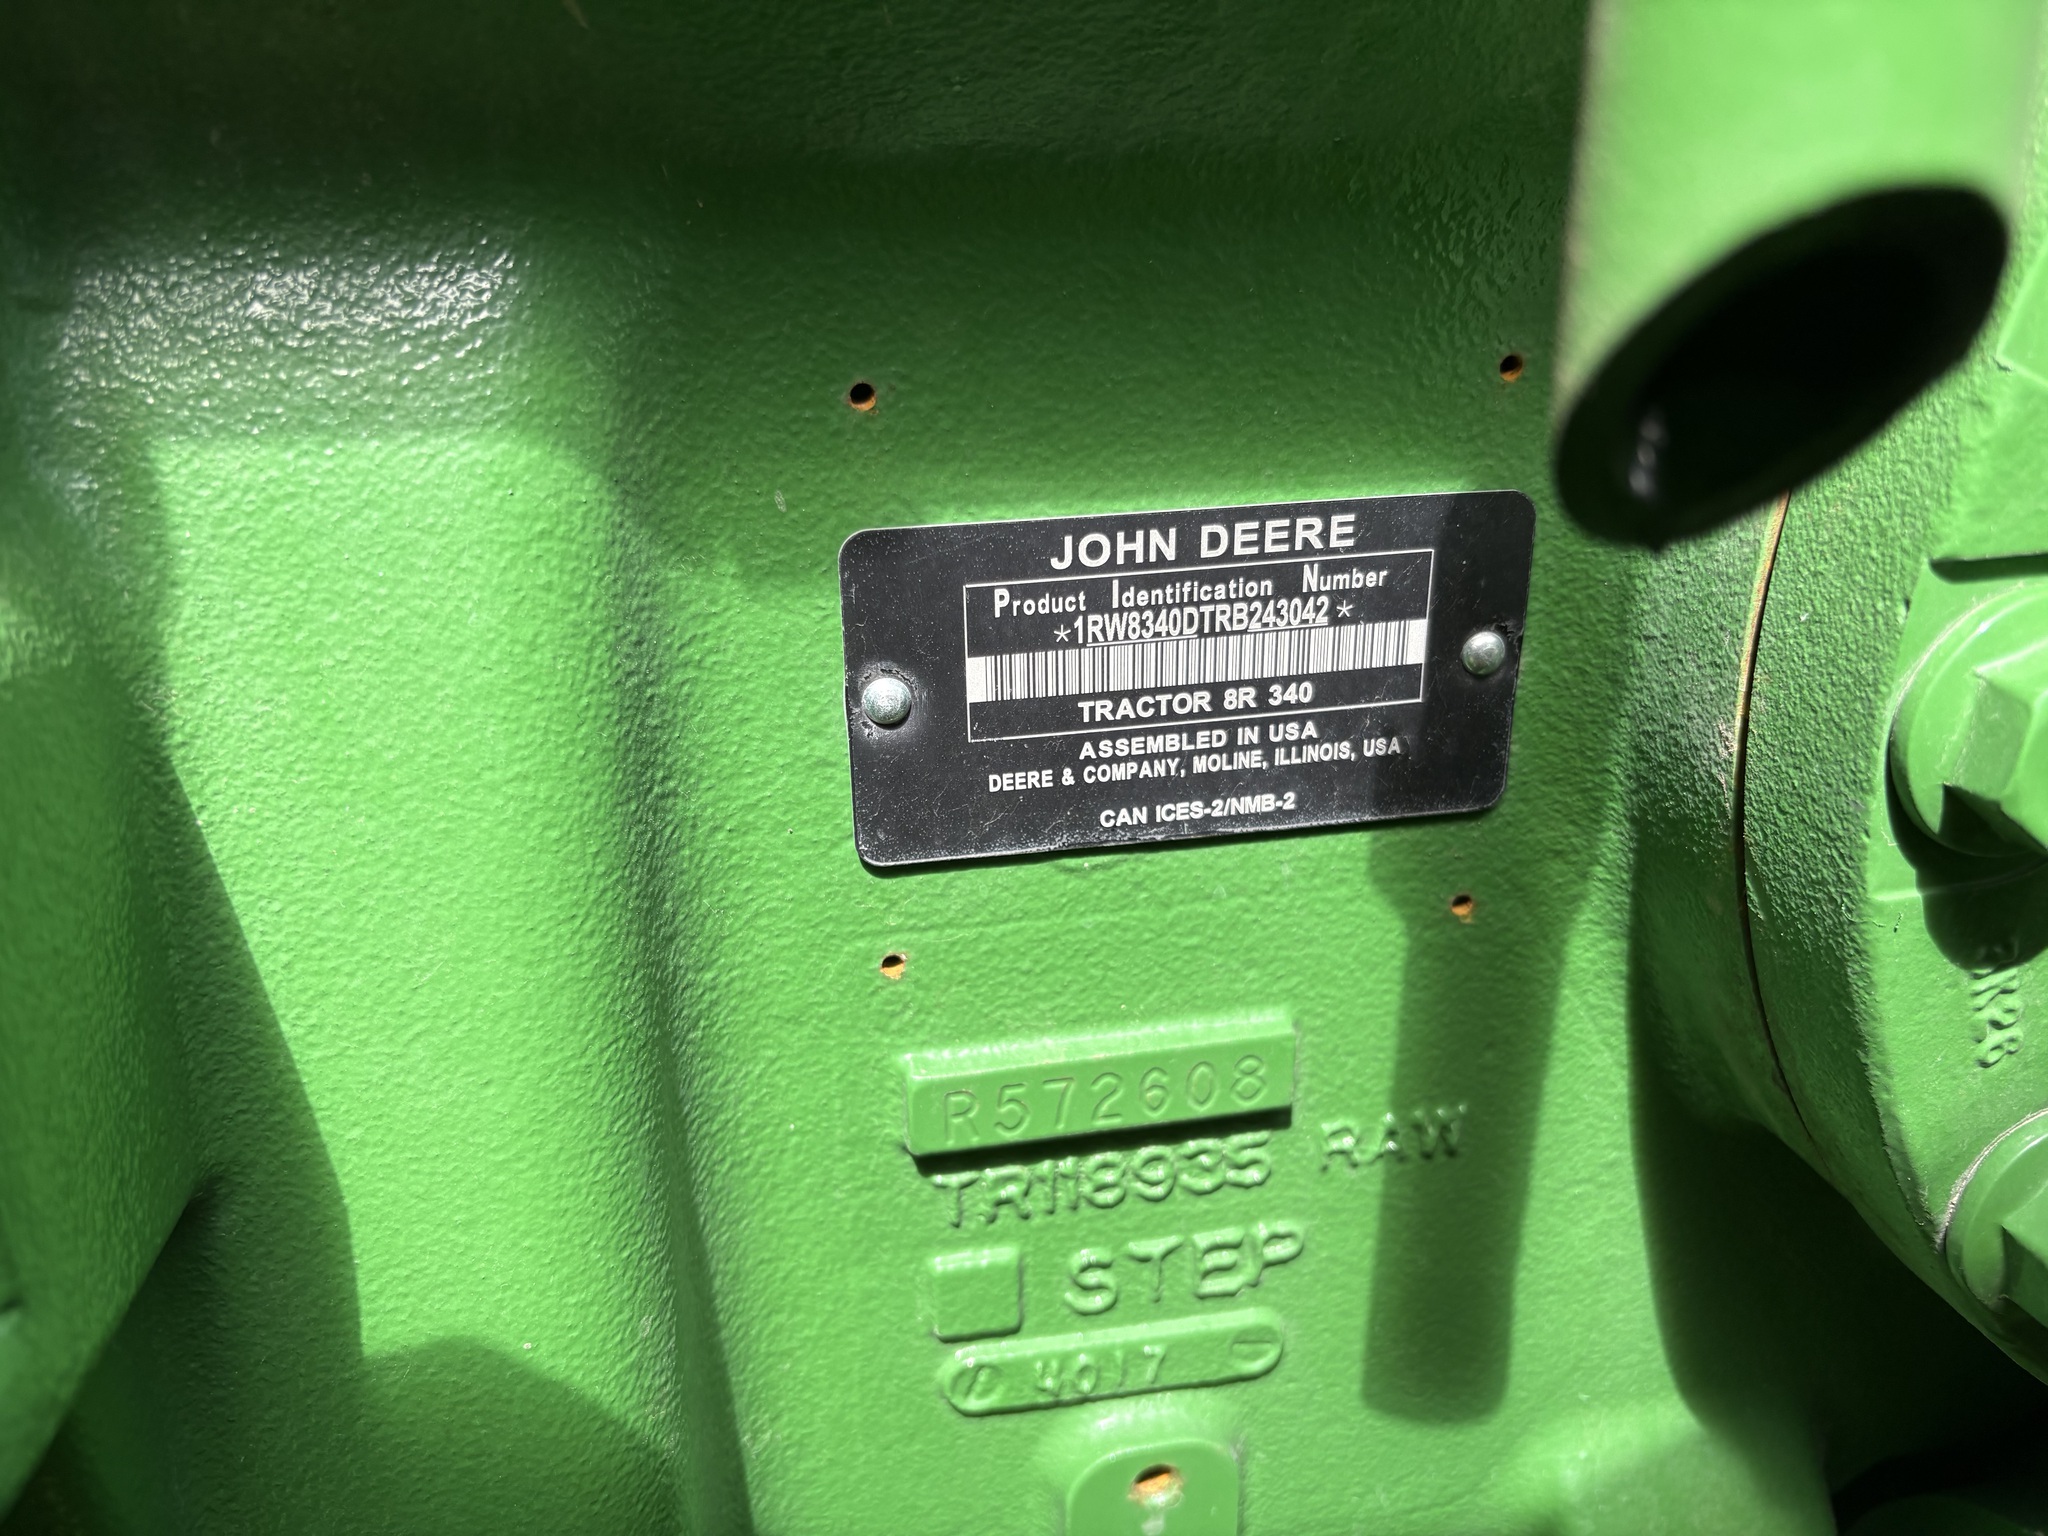 JOHN DEERE
Product Identification Number
*1RW8340DTRB243042*
TRACTOR 8R 340
ASSEMBLED IN USA
DEERE & COMPANY, MOLINE, ILLINOIS, USA
CAN ICES-2/NMB-2
R572608
TR118935 RAW
STEP
4017